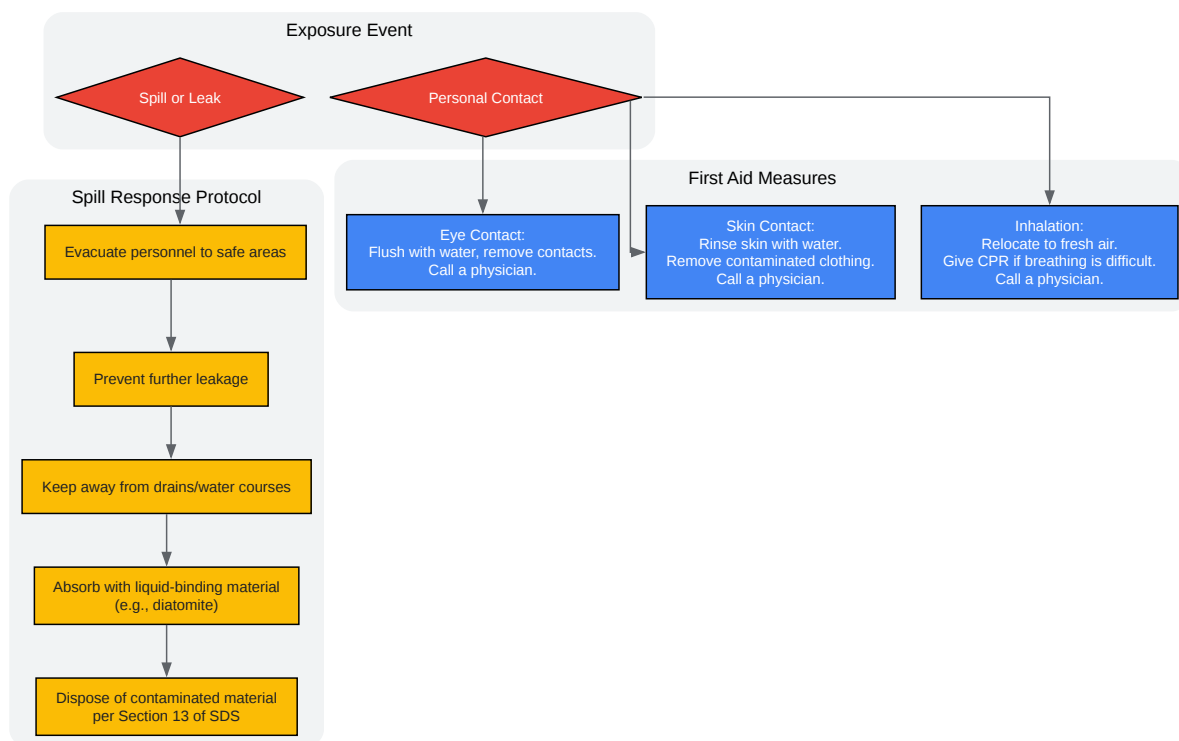 Exposure Event
Spill or Leak
Personal Contact
Spill Response Protocol
Evacuate personnel to safe areas
Prevent further leakage
Keep away from drains/water courses
Absorb with liquid-binding material
(e.g., diatomite)
Dispose of contaminated material
per Section 13 of SDS
First Aid Measures
Eye Contact:
Flush with water, remove contacts.
Call a physician.
Skin Contact:
Rinse skin with water.
Remove contaminated clothing.
Call a physician.
Inhalation:
Relocate to fresh air.
Give CPR if breathing is difficult.
Call a physician.